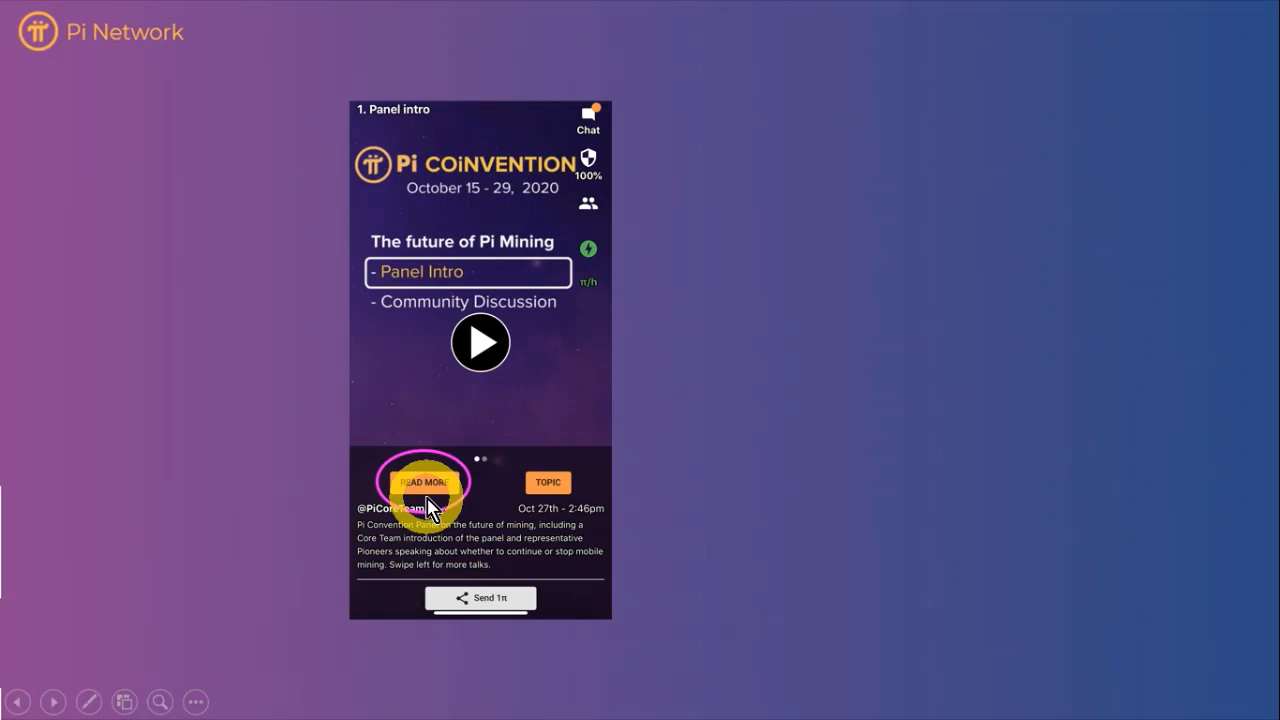 Pi Network
1. Panel intro
Chat
Pi COiNVENTION
100%
October 15 - 29, 2020
The future of Pi Mining
- Panel Intro
π/h
- Community Discussion
READ MORE
TOPIC
@PiCoreTeam
Oct 27th - 2:46pm
Pi Convention Panel on the future of mining, including a
Core Team introduction of the panel and representative
Pioneers speaking about whether to continue or stop mobile
mining. Swipe left for more talks.
Send 1π